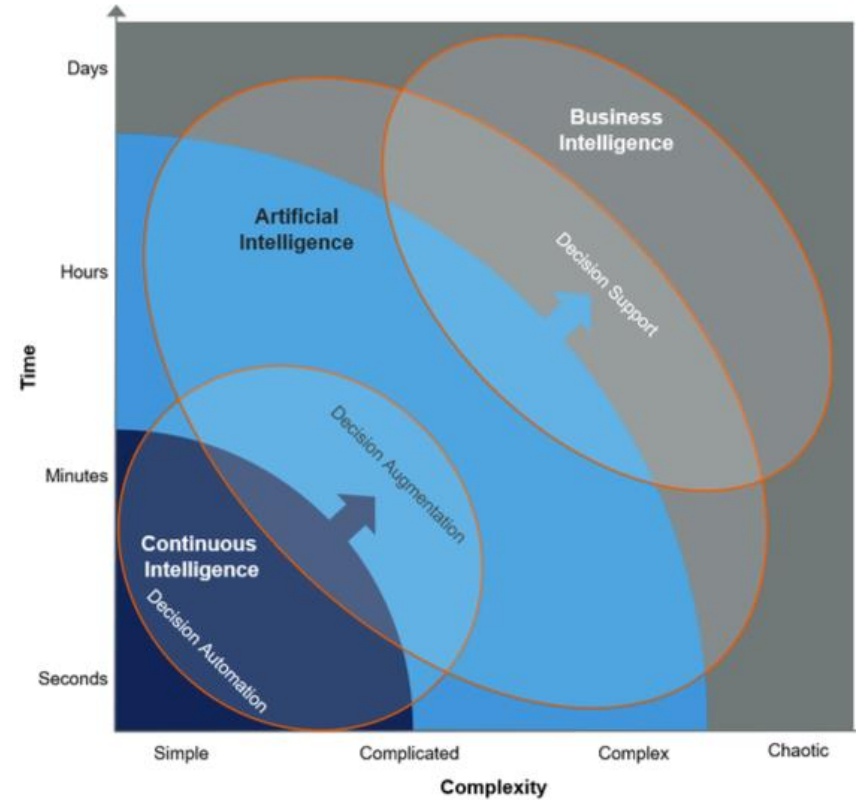 Days
Business
Intelligence
Artificial
Intelligence
Decision Support
Hours
Time
Decision Augmentation
Minutes
Continuous
Intelligence
Decision Automation
Seconds
Simple
Complicated
Complex
Chaotic
Complexity